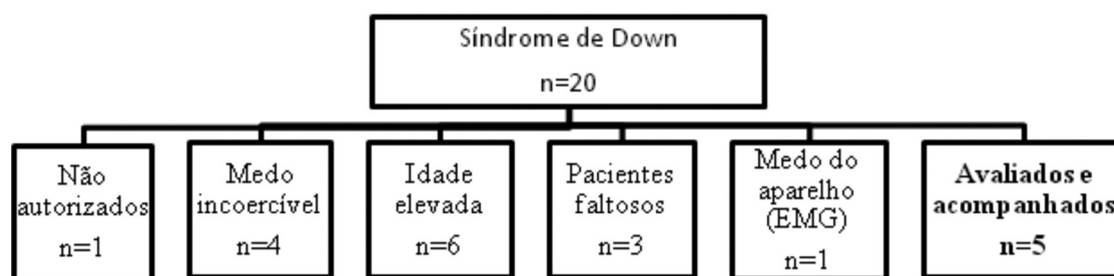 Síndrome de Down
n=20
Não
autorizados
n=1
Medo
incoercível
n=4
Idade
elevada
n=6
Pacientes
faltosos
n=3
Medo do
aparelho
(EMG)
n=1
Avaliados e
acompanhados
n=5